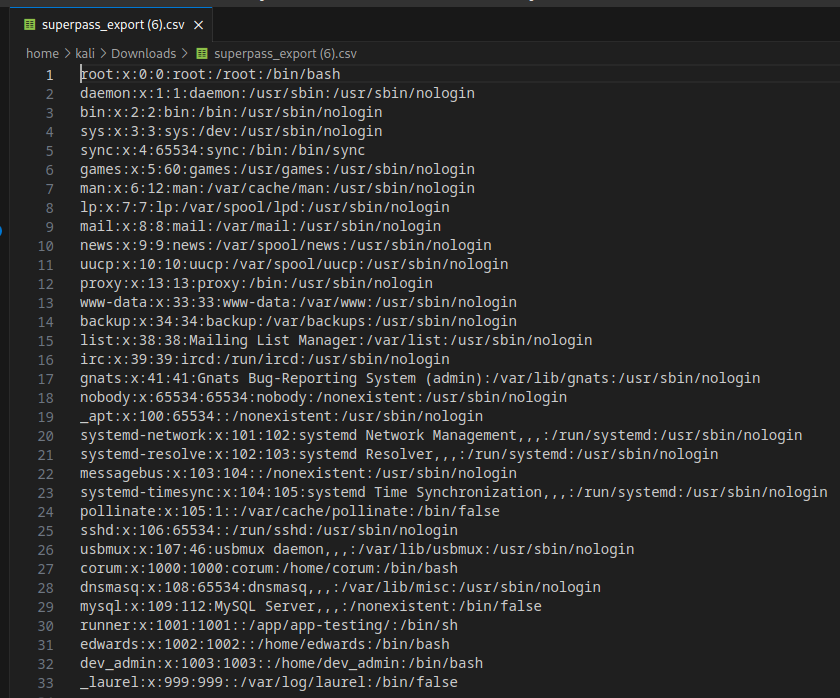 superpass_export (6).csv
home > kali > Downloads > superpass_export (6).csv
1 root:x:0:0:root:/root:/bin/bash
2 daemon:x:1:1:daemon:/usr/sbin:/usr/sbin/nologin
3 bin:x:2:2:bin:/bin:/usr/sbin/nologin
4 sys:x:3:3:sys:/dev:/usr/sbin/nologin
5 sync:x:4:65534:sync:/bin:/bin/sync
6 games:x:5:60:games:/usr/games:/usr/sbin/nologin
7 man:x:6:12:man:/var/cache/man:/usr/sbin/nologin
8 lp:x:7:7:lp:/var/spool/lpd:/usr/sbin/nologin
9 mail:x:8:8:mail:/var/mail:/usr/sbin/nologin
10 news:x:9:9:news:/var/spool/news:/usr/sbin/nologin
11 uucp:x:10:10:uucp:/var/spool/uucp:/usr/sbin/nologin
12 proxy:x:13:13:proxy:/bin:/usr/sbin/nologin
13 www-data:x:33:33:www-data:/var/www:/usr/sbin/nologin
14 backup:x:34:34:backup:/var/backups:/usr/sbin/nologin
15 list:x:38:38:Mailing List Manager:/var/list:/usr/sbin/nologin
16 irc:x:39:39:ircd:/run/ircd:/usr/sbin/nologin
17 gnats:x:41:41:Gnats Bug-Reporting System (admin):/var/lib/gnats:/usr/sbin/nologin
18 nobody:x:65534:65534:nobody:/nonexistent:/usr/sbin/nologin
19 _apt:x:100:65534::/nonexistent:/usr/sbin/nologin
20 systemd-network:x:101:102:systemd Network Management,,,:/run/systemd:/usr/sbin/nologin
21 systemd-resolve:x:102:103:systemd Resolver,,,:/run/systemd:/usr/sbin/nologin
22 messagebus:x:103:104::/nonexistent:/usr/sbin/nologin
23 systemd-timesync:x:104:105:systemd Time Synchronization,,,:/run/systemd:/usr/sbin/nologin
24 pollinate:x:105:1::/var/cache/pollinate:/bin/false
25 sshd:x:106:65534::/run/sshd:/usr/sbin/nologin
26 usbmux:x:107:46:usbmux daemon,,,:/var/lib/usbmux:/usr/sbin/nologin
27 corum:x:1000:1000:corum:/home/corum:/bin/bash
28 dnsmasq:x:108:65534:dnsmasq,,,:/var/lib/misc:/usr/sbin/nologin
29 mysql:x:109:112:MySQL Server,,,:/nonexistent:/bin/false
30 runner:x:1001:1001::/app/app-testing/:/bin/sh
31 edwards:x:1002:1002::/home/edwards:/bin/bash
32 dev_admin:x:1003:1003::/home/dev_admin:/bin/bash
33 _laurel:x:999:999::/var/log/laurel:/bin/false